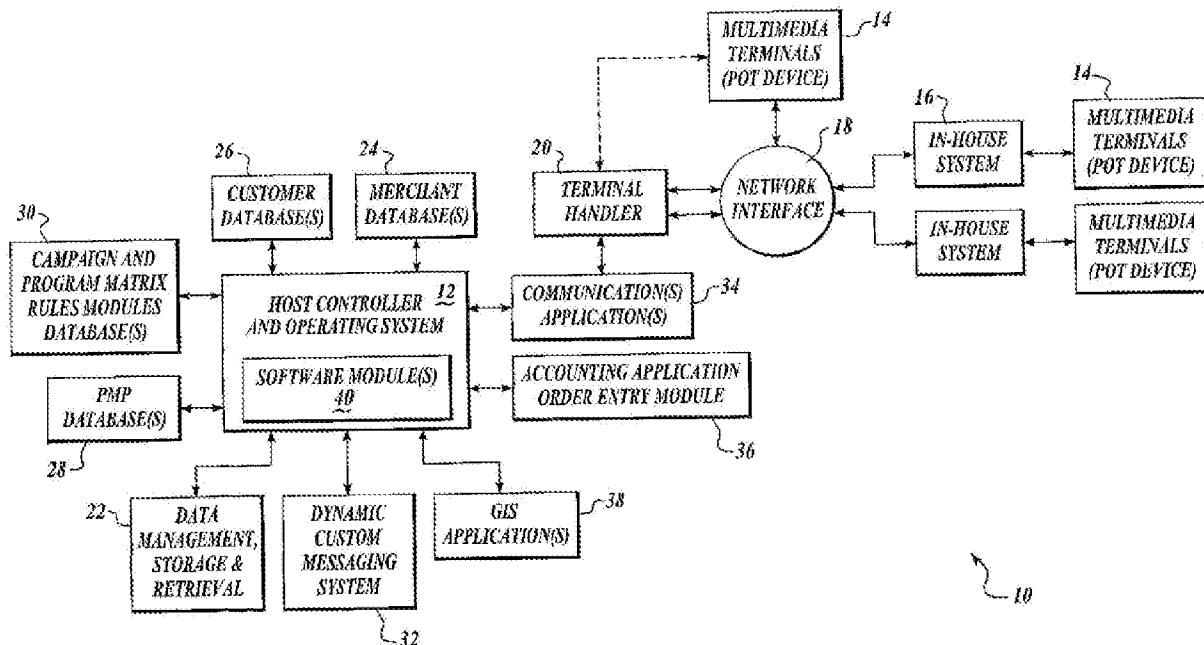 14
MULTIMEDIA
TERMINALS
(POT DEVICE)
16
14
18
IN-HOUSE
SYSTEM
MULTIMEDIA
TERMINALS
(POT DEVICE)
26
24
20
CUSTOMER
DATABASE(S)
MERCHANT
DATABASE(S)
TERMINAL
HANDLER
NETWORK
INTERFACE
30
IN-HOUSE
SYSTEM
MULTIMEDIA
TERMINALS
(POT DEVICE)
CAMPAIGN AND
PROGRAM MATRIX
RULES MODULES
DATABASE(S)
HOST CONTROLLER 12
AND OPERATING SYSTEM
COMMUNICATION(S)
APPLICATION(S)
34
SOFTWARE MODULE(S)
40
ACCOUNTING APPLICATION
ORDER ENTRY MODULE
PMP
DATABASE(S)
28
36
22
DATA
MANAGEMENT,
STORAGE &
RETRIEVAL
DYNAMIC
CUSTOM
MESSAGING
SYSTEM
GIS
APPLICATION(S)
38
32
10